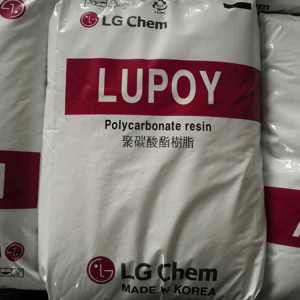 LG Chem
LUPOY
Polycarbonate resin
聚碳酸酯樹脂
LG Chem
MADE IN KOREA